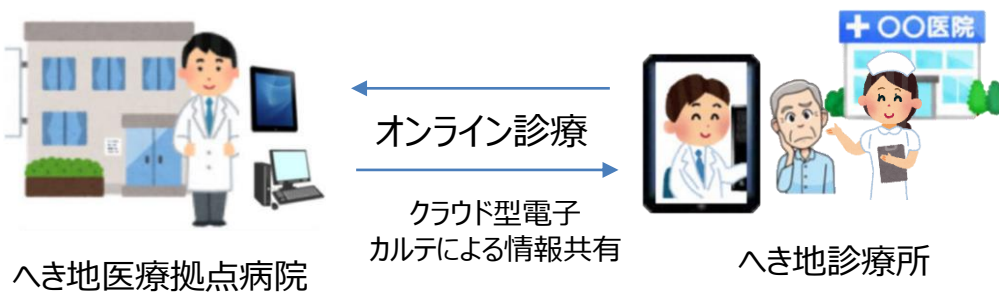 〇〇医院
オンライン診療
クラウド型電子
カルテによる情報共有
へき地医療拠点病院
へき地診療所